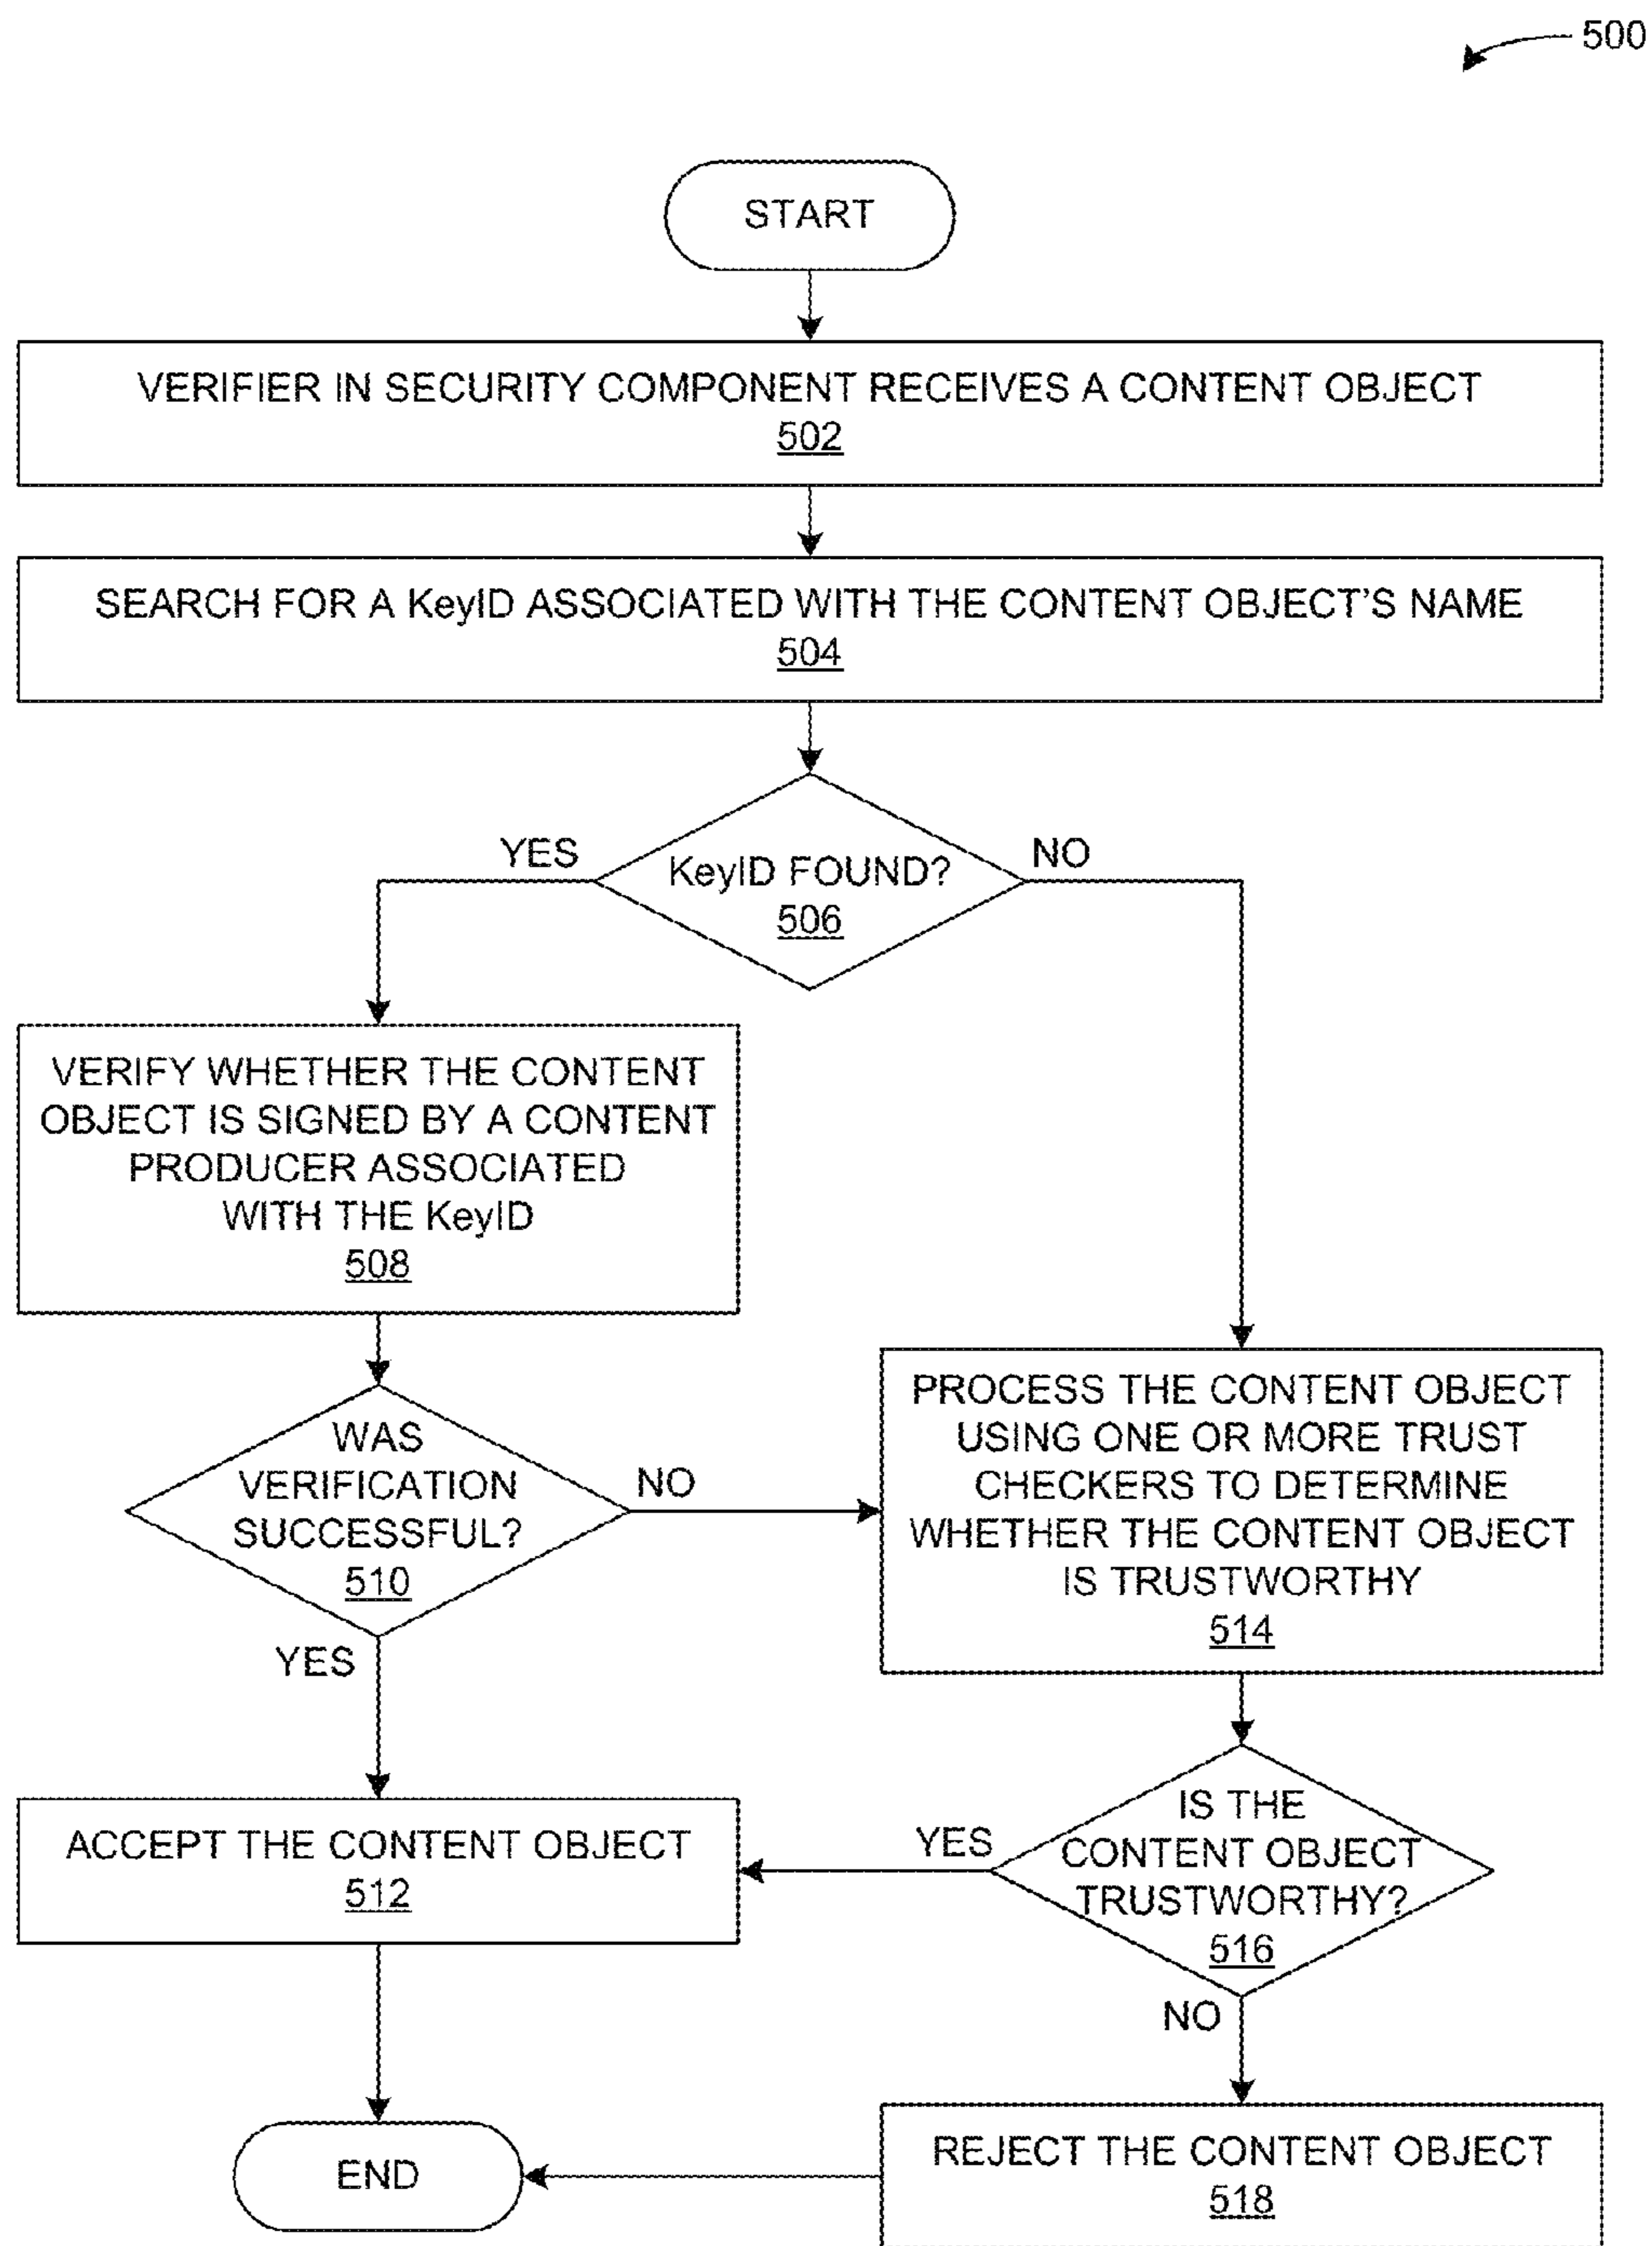 500
START
VERIFIER IN SECURITY COMPONENT RECEIVES A CONTENT OBJECT
502
SEARCH FOR A KeyID ASSOCIATED WITH THE CONTENT OBJECT'S NAME
504
YES
NO
KeyID FOUND?
506
VERIFY WHETHER THE CONTENT
OBJECT IS SIGNED BY A CONTENT
PRODUCER ASSOCIATED
WITH THE KeyID
508
WAS
VERIFICATION
SUCCESSFUL?
510
NO
YES
PROCESS THE CONTENT OBJECT
USING ONE OR MORE TRUST
CHECKERS TO DETERMINE
WHETHER THE CONTENT OBJECT
IS TRUSTWORTHY
514
ACCEPT THE CONTENT OBJECT
512
YES
IS THE
CONTENT OBJECT
TRUSTWORTHY?
516
NO
END
REJECT THE CONTENT OBJECT
518